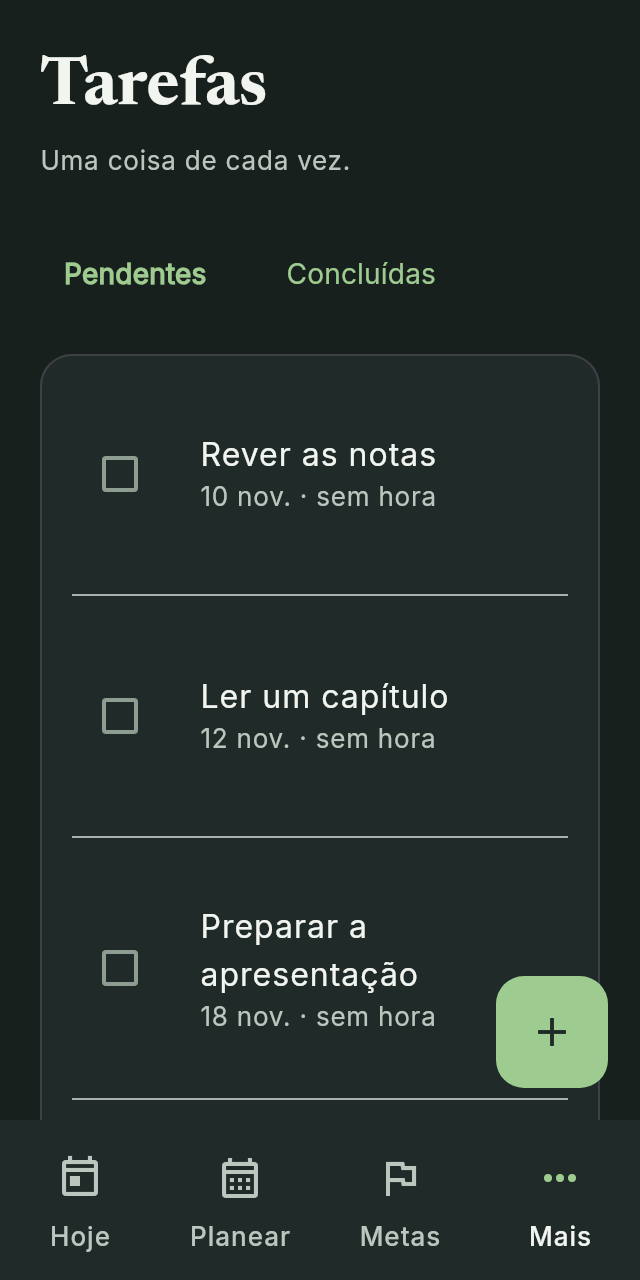 Tarefas
Uma coisa de cada vez.
Pendentes
Concluídas
Rever as notas
10 nov. · sem hora
Ler um capítulo
12 nov. · sem hora
Preparar a
apresentação
18 nov. · sem hora
Hoje
Planear
Metas
Mais